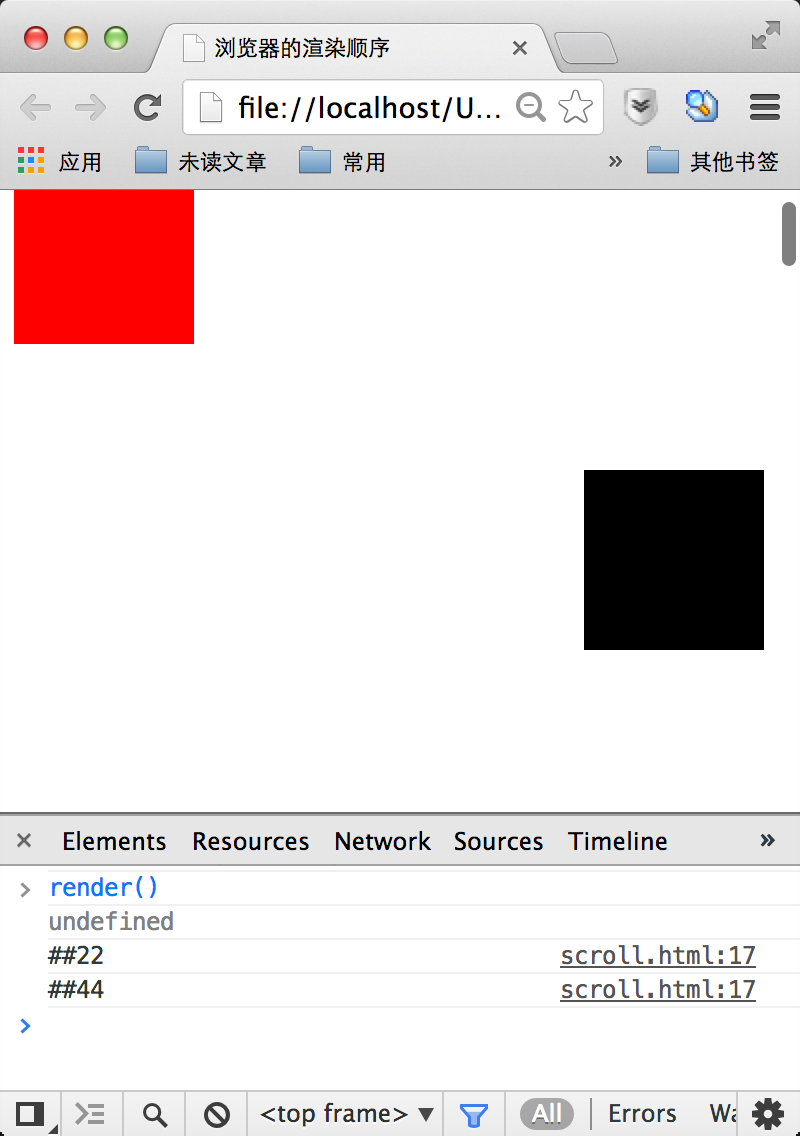 浏览器的渲染顺序
file://localhost/U...
应用 未读文章 常用 » 其他书签
Elements Resources Network Sources Timeline »
> render()
undefined
##22 scroll.html:17
##44 scroll.html:17
>
<top frame> ▼ All Errors Wa